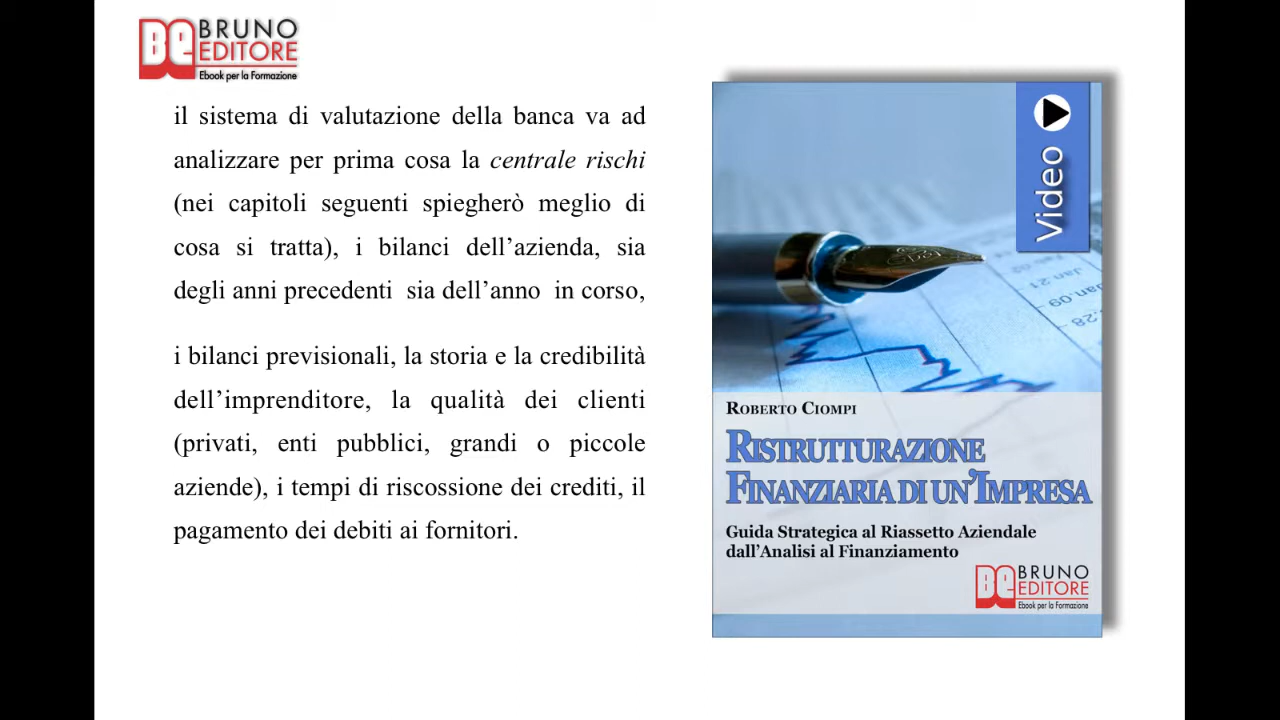 BRUNO
EDITORE
Ebook per la Formazione
il sistema di valutazione della banca va ad
analizzare per prima cosa la centrale rischi
(nei capitoli seguenti spiegherò meglio di
cosa si tratta), i bilanci dell’azienda, sia
degli anni precedenti sia dell’anno in corso,
i bilanci previsionali, la storia e la credibilità
dell’imprenditore, la qualità dei clienti
(privati, enti pubblici, grandi o piccole
aziende), i tempi di riscossione dei crediti, il
pagamento dei debiti ai fornitori.
Video
ROBERTO CIOMPI
RISTRUTTURAZIONE
FINANZIARIA DI UN’IMPRESA
Guida Strategica al Riassetto Aziendale
dall’Analisi al Finanziamento
BRUNO
EDITORE
Ebook per la Formazione